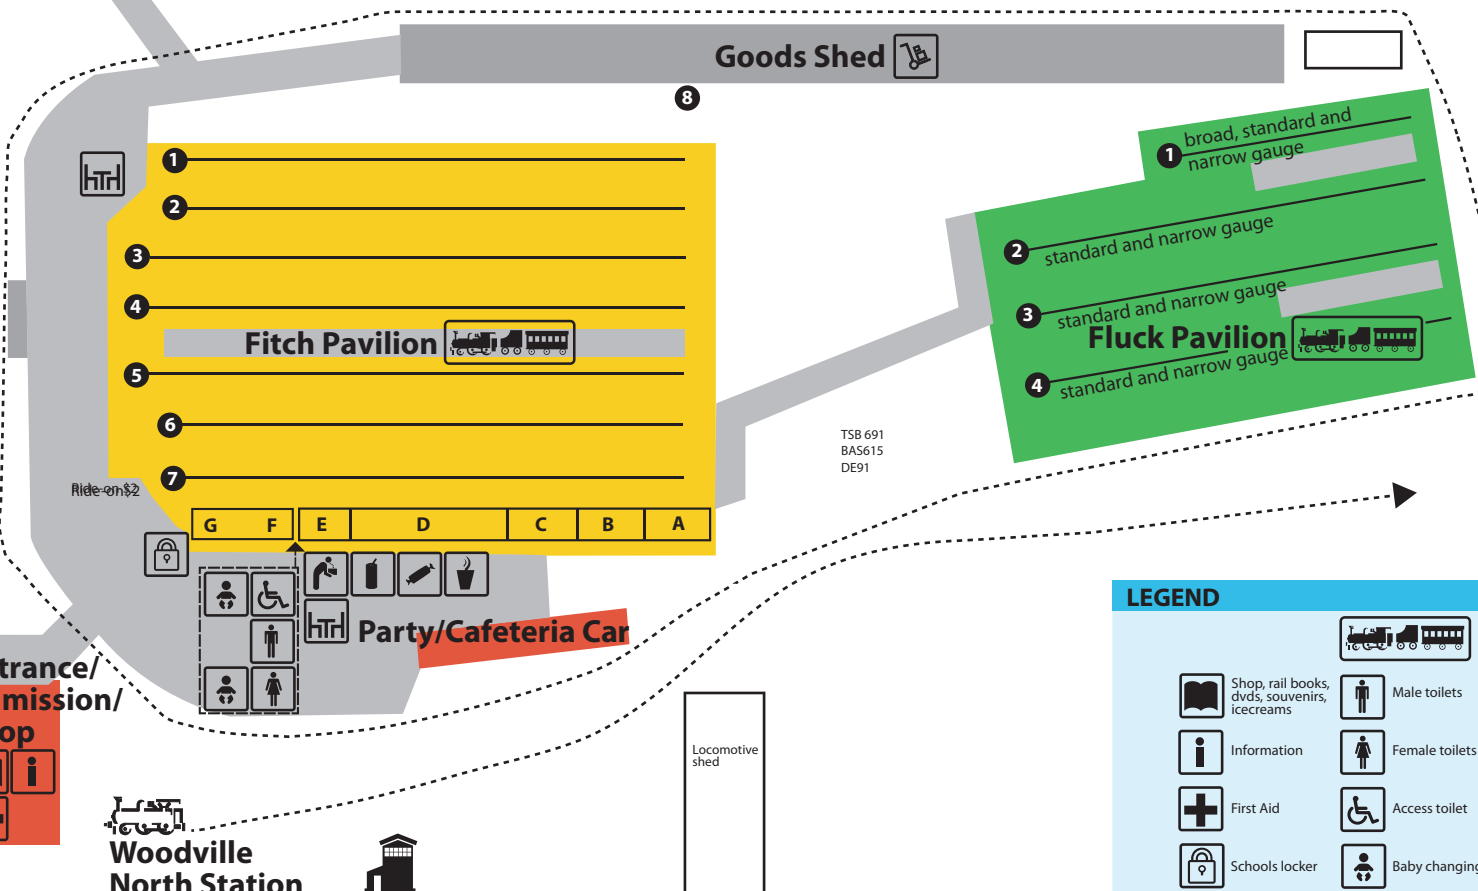 Goods Shed
8
1
2
3
4
Fitch Pavilion
5
6
7
Ride-on $2
Ride-on $2
G F E D C B A
1 broad, standard and
narrow gauge
2 standard and narrow gauge
3 standard and narrow gauge
Fluck Pavilion
4 standard and narrow gauge
TSB 691
BAS615
DE91
Party/Cafeteria Car
trance/
mission/
op
Locomotive
shed
Woodville
North Station
LEGEND
Shop, rail books,
dvds, souvenirs,
icecreams
Male toilets
Information
Female toilets
First Aid
Access toilet
Schools locker
Baby changing